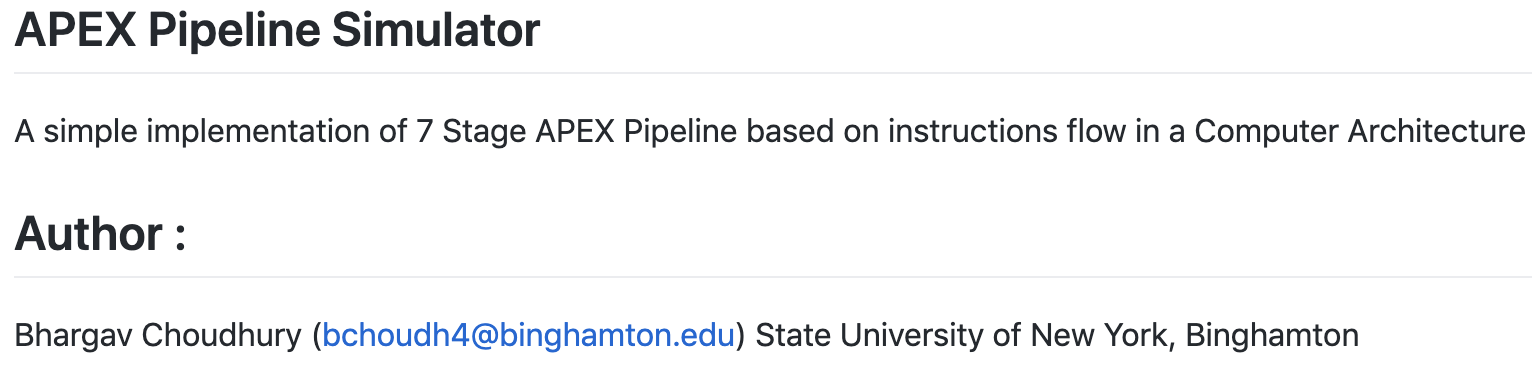 APEX Pipeline Simulator
A simple implementation of 7 Stage APEX Pipeline based on instructions flow in a Computer Architecture
Author :
Bhargav Choudhury (bchoudh4@binghamton.edu) State University of New York, Binghamton